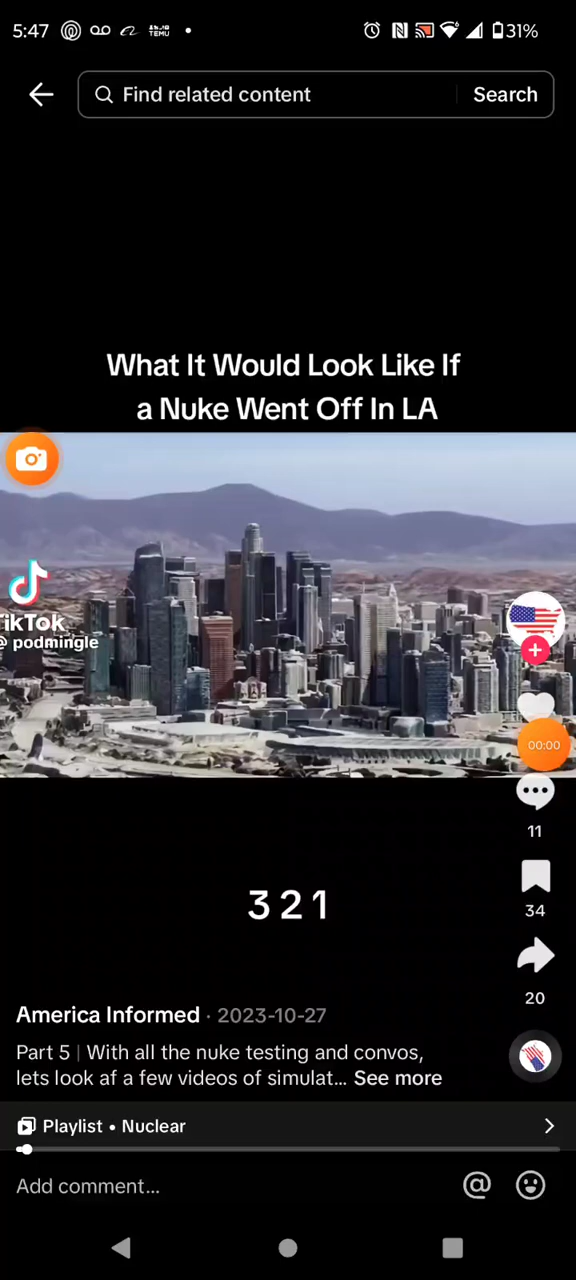 5:47
TEMU
31%
Find related content
Search
What It Would Look Like If
a Nuke Went Off In LA
TikTok
@ podmingle
00:00
11
3 2 1
34
20
America Informed · 2023-10-27
Part 5 | With all the nuke testing and convos,
lets look af a few videos of simulat... See more
Playlist • Nuclear
Add comment...